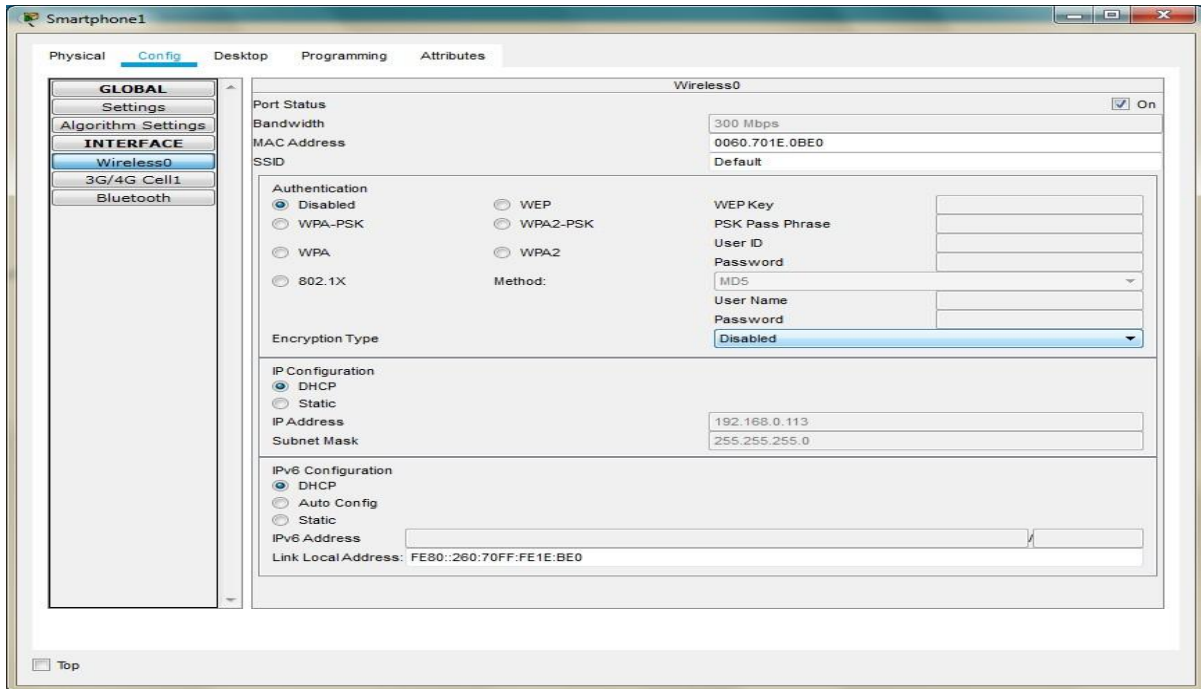 Smartphone1
Physical Config Desktop Programming Attributes
GLOBAL
Settings
Algorithm Settings
INTERFACE
Wireless0
3G/4G Cell1
Bluetooth
Wireless0
Port Status On
Bandwidth 300 Mbps
MAC Address 0060.701E.0BE0
SSID Default
Authentication
Disabled WEP WEP Key
WPA-PSK WPA2-PSK PSK Pass Phrase
User ID
WPA WPA2
Password
802.1X Method: MD5
User Name
Password
Encryption Type Disabled
IP Configuration
DHCP
Static
IP Address 192.168.0.113
Subnet Mask 255.255.255.0
IPv6 Configuration
DHCP
Auto Config
Static
IPv6 Address /
Link Local Address: FE80::260:70FF:FE1E:BE0
Top